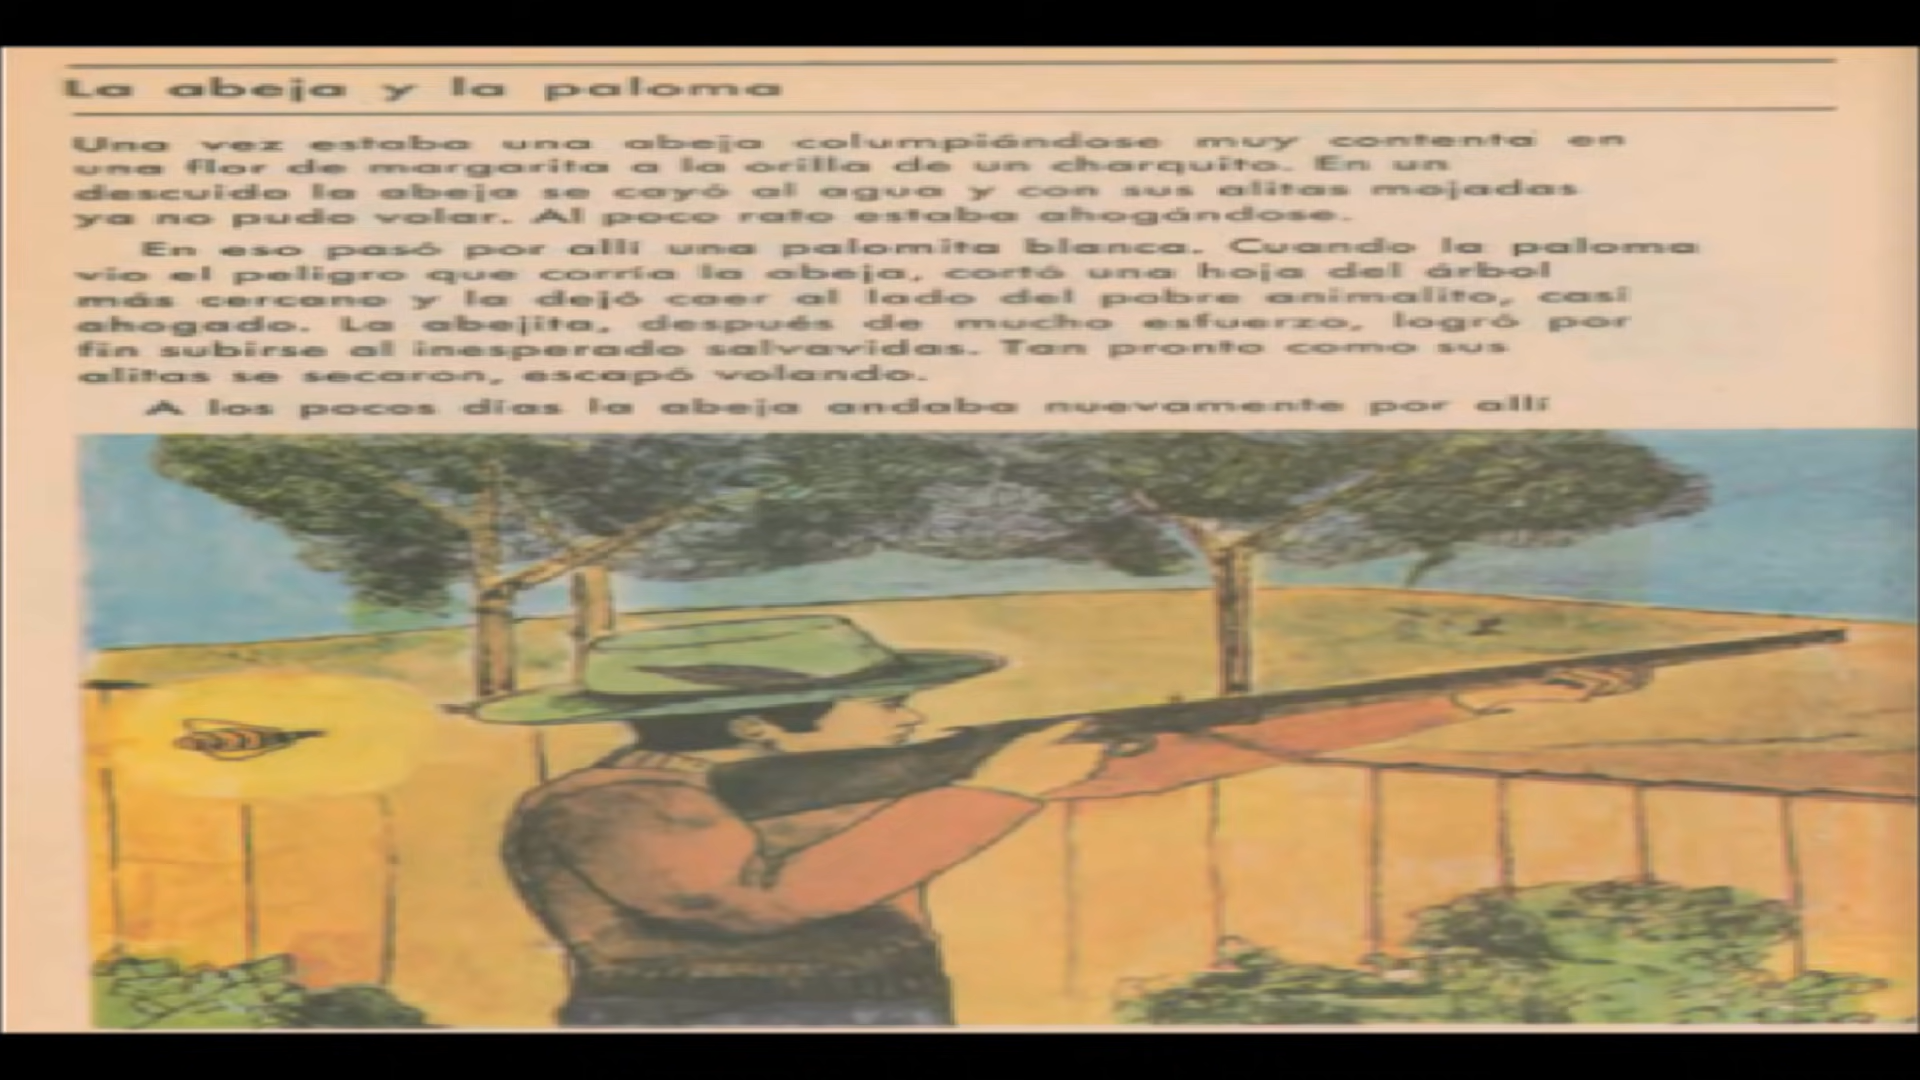 La abeja y la paloma
Una vez estaba una abeja columpiándose muy contenta en
una flor de margarita a la orilla de un charquito. En un
descuido la abeja se cayó al agua y con sus alitas mojadas
ya no pudo volar. Al poco rato estaba ahogándose.
En eso pasó por allí una palomita blanca. Cuando la paloma
vio el peligro que corría la abeja, cortó una hoja del árbol
más cercano y la dejó caer al lado del pobre animalito, casi
ahogado. La abejita, después de mucho esfuerzo, logró por
fin subirse al inesperado salvavidas. Tan pronto como sus
alitas se secaron, escapó volando.
A los pocos días la abeja andaba nuevamente por allí